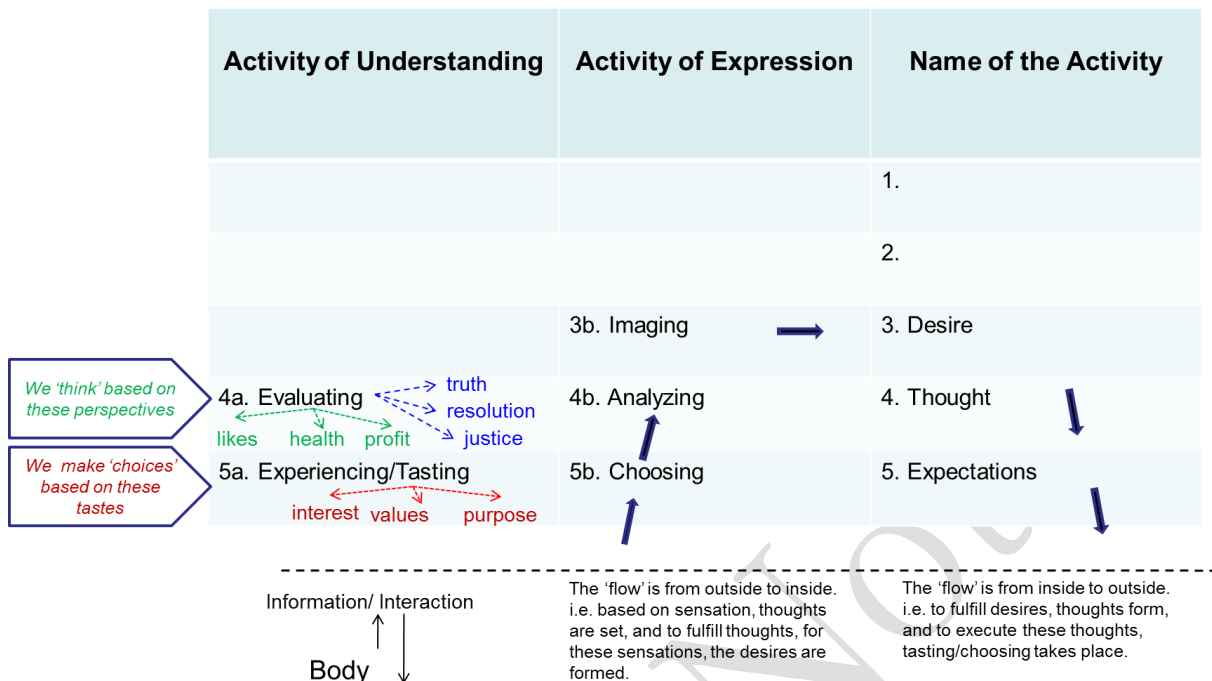 Activity of Understanding
Activity of Expression
Name of the Activity
1.
2.
3b. Imaging
3. Desire
We ‘think’ based on
these perspectives
4a. Evaluating
truth
resolution
justice
likes
health
profit
4b. Analyzing
4. Thought
We make ‘choices’
based on these
tastes
5a. Experiencing/Tasting
interest
values
purpose
5b. Choosing
5. Expectations
Information/ Interaction
Body
The ‘flow’ is from outside to inside.
i.e. based on sensation, thoughts
are set, and to fulfill thoughts, for
these sensations, the desires are
formed.
The ‘flow’ is from inside to outside.
i.e. to fulfill desires, thoughts form,
and to execute these thoughts,
tasting/choosing takes place.